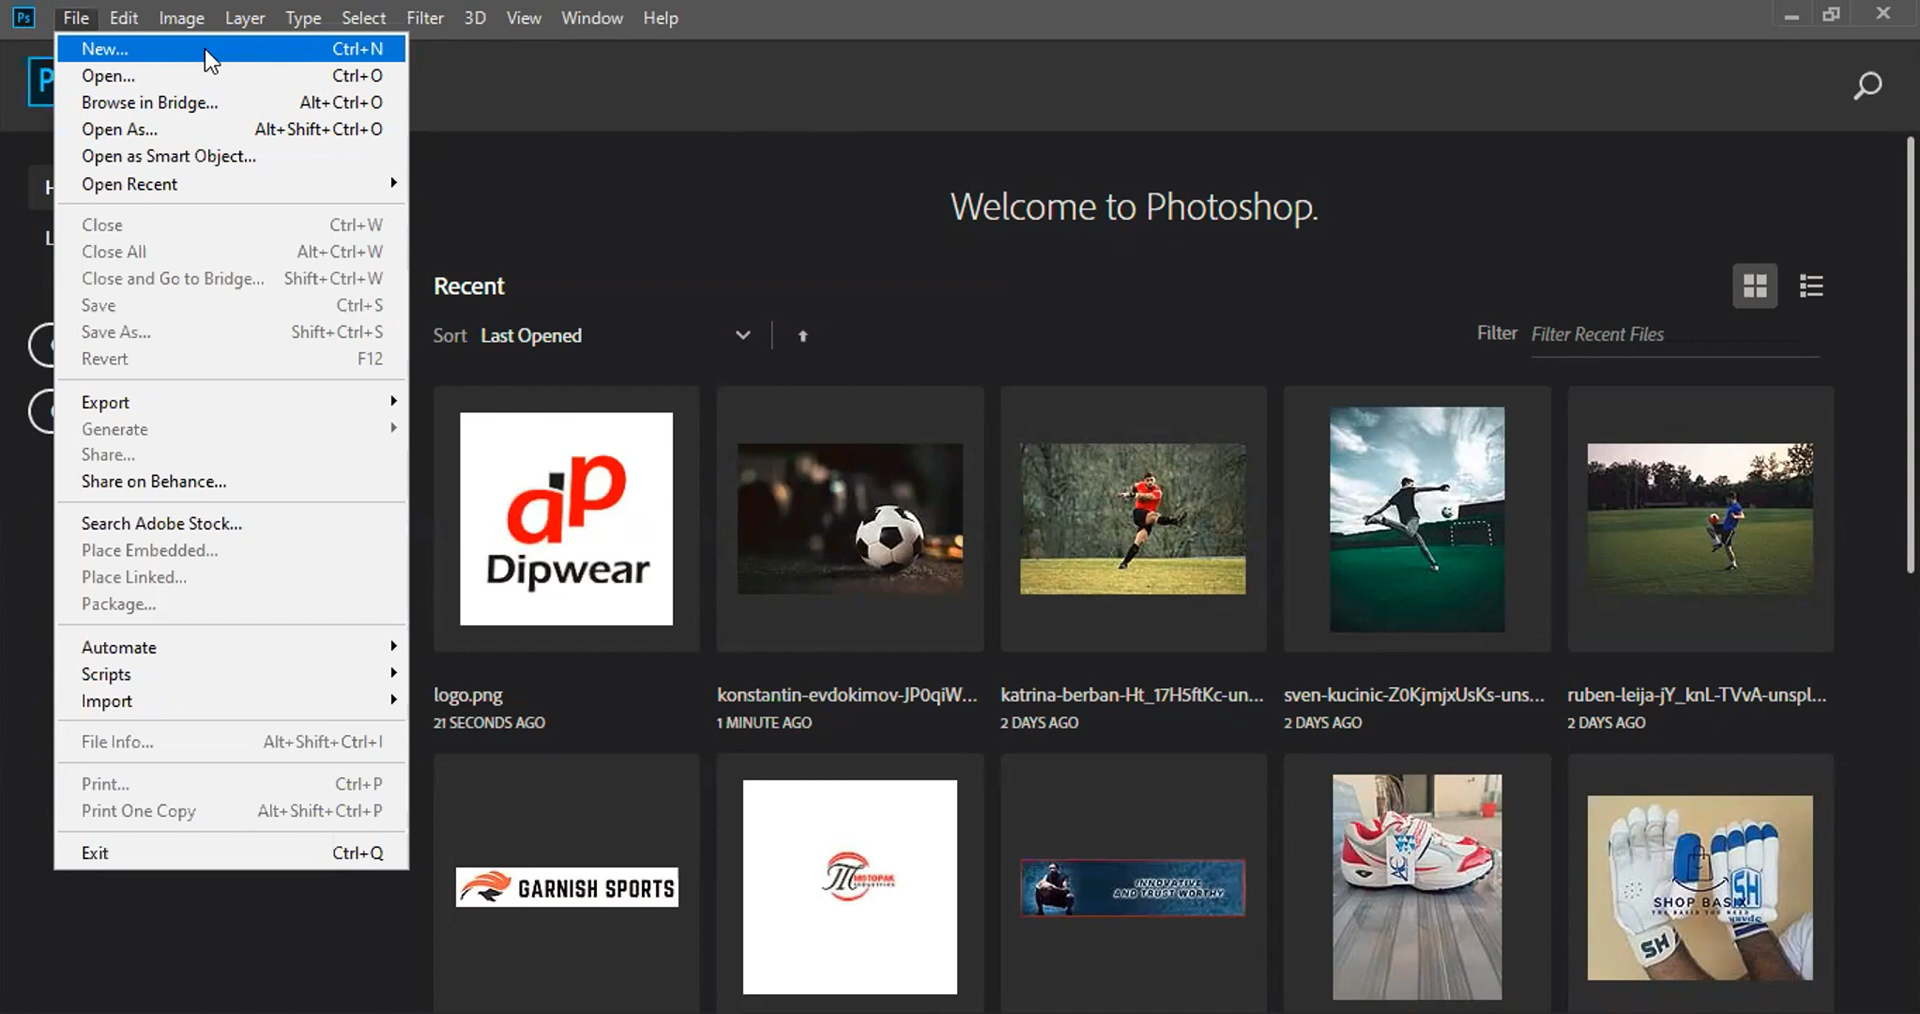 Ps File Edit Image Layer Type Select Filter 3D View Window Help
New... Ctrl+N
Open... Ctrl+O
Browse in Bridge... Alt+Ctrl+O
Open As... Alt+Shift+Ctrl+O
Open as Smart Object...
Open Recent
Close Ctrl+W
Close All Alt+Ctrl+W
Close and Go to Bridge... Shift+Ctrl+W
Save Ctrl+S
Save As... Shift+Ctrl+S
Revert F12
Export
Generate
Share...
Share on Behance...
Search Adobe Stock...
Place Embedded...
Place Linked...
Package...
Automate
Scripts
Import
File Info... Alt+Shift+Ctrl+I
Print... Ctrl+P
Print One Copy Alt+Shift+Ctrl+P
Exit Ctrl+Q
Welcome to Photoshop.
Recent
Sort Last Opened
Filter Filter Recent Files
dp
Dipwear
logo.png
21 SECONDS AGO
konstantin-evdokimov-JP0qiW...
1 MINUTE AGO
katrina-berban-Ht_17H5ftKc-un...
2 DAYS AGO
sven-kucinic-Z0KjmjxUsKs-uns...
2 DAYS AGO
ruben-leija-jY_knL-TVvA-unspl...
2 DAYS AGO
GARNISH SPORTS
MOTOPAK
INDUSTRIES
INNOVATIVE
AND TRUST WORTHY
SHOP BASIX
SH
SH